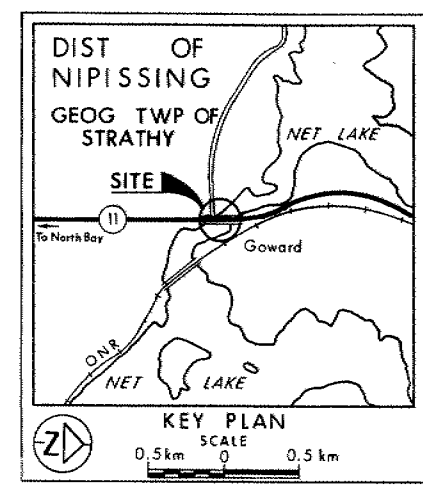 DIST OF
NIPISSING
GEOG TWP OF
STRATHY
NET LAKE
SITE
11
To North Bay
Goward
ONR
NET LAKE
Z
KEY PLAN
SCALE
0.5 km 0 0.5 km